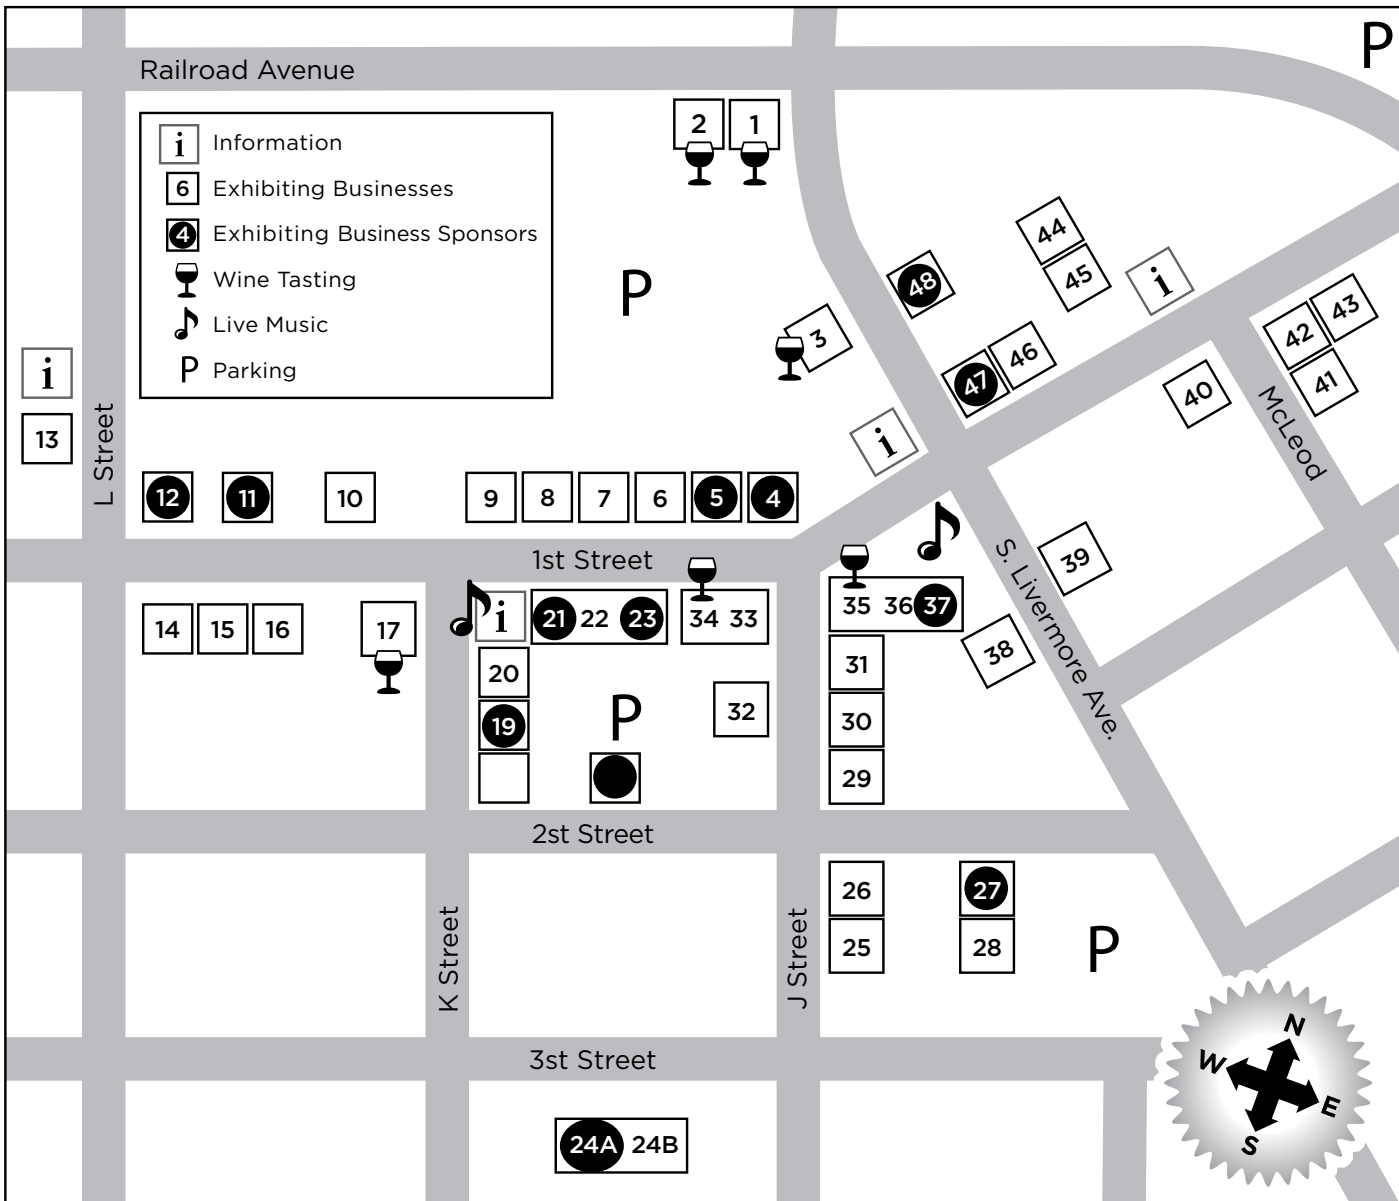 P
Railroad Avenue
2 1
i Information
6 Exhibiting Businesses
4 Exhibiting Business Sponsors
Wine Tasting
Live Music
P Parking
P
44
45
i
48
3
46
47
43
42
41
40
McLeod
i
13
L Street
i
12 11 10 9 8 7 6 5 4
1st Street
S. Livermore Ave.
39
14 15 16 17
i 21 22 23 34 33
35 36 37
38
20
31
19
P
32
30
29
2st Street
26 27
25 28
P
K Street
J Street
3st Street
24A 24B
N
W
E
S